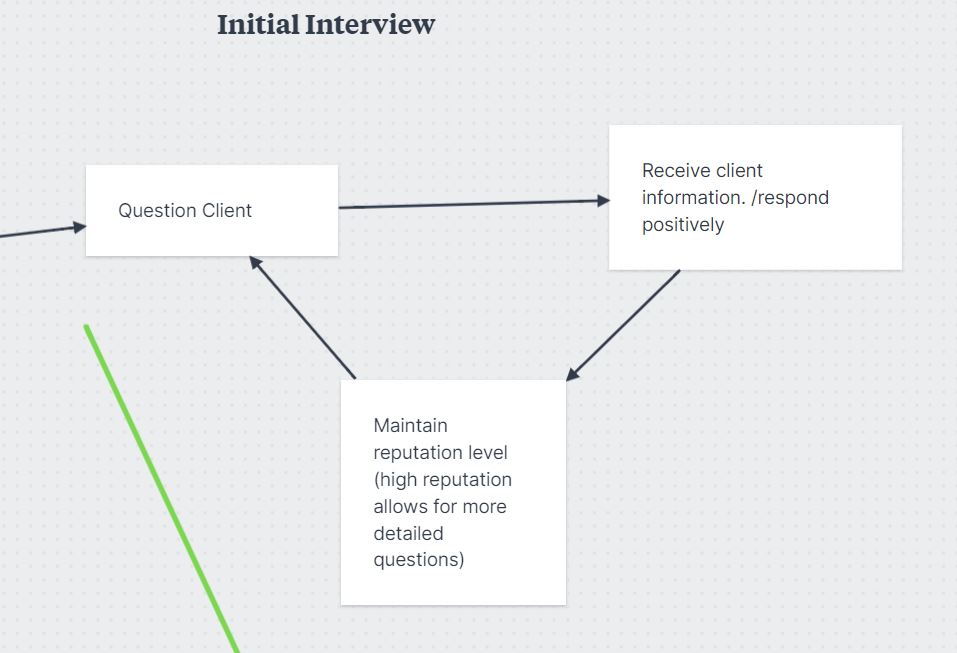 Initial Interview
Question Client
Receive client
information. /respond
positively
Maintain
reputation level
(high reputation
allows for more
detailed
questions)